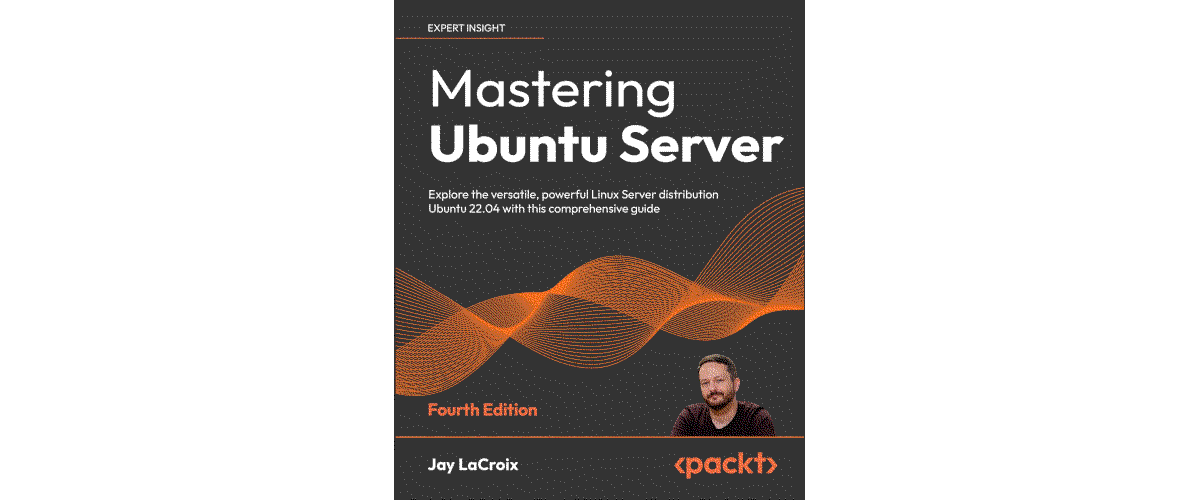 EXPERT INSIGHT
Mastering
Ubuntu Server
Explore the versatile, powerful Linux Server distribution
Ubuntu 22.04 with this comprehensive guide
Fourth Edition
Jay LaCroix
<packt>